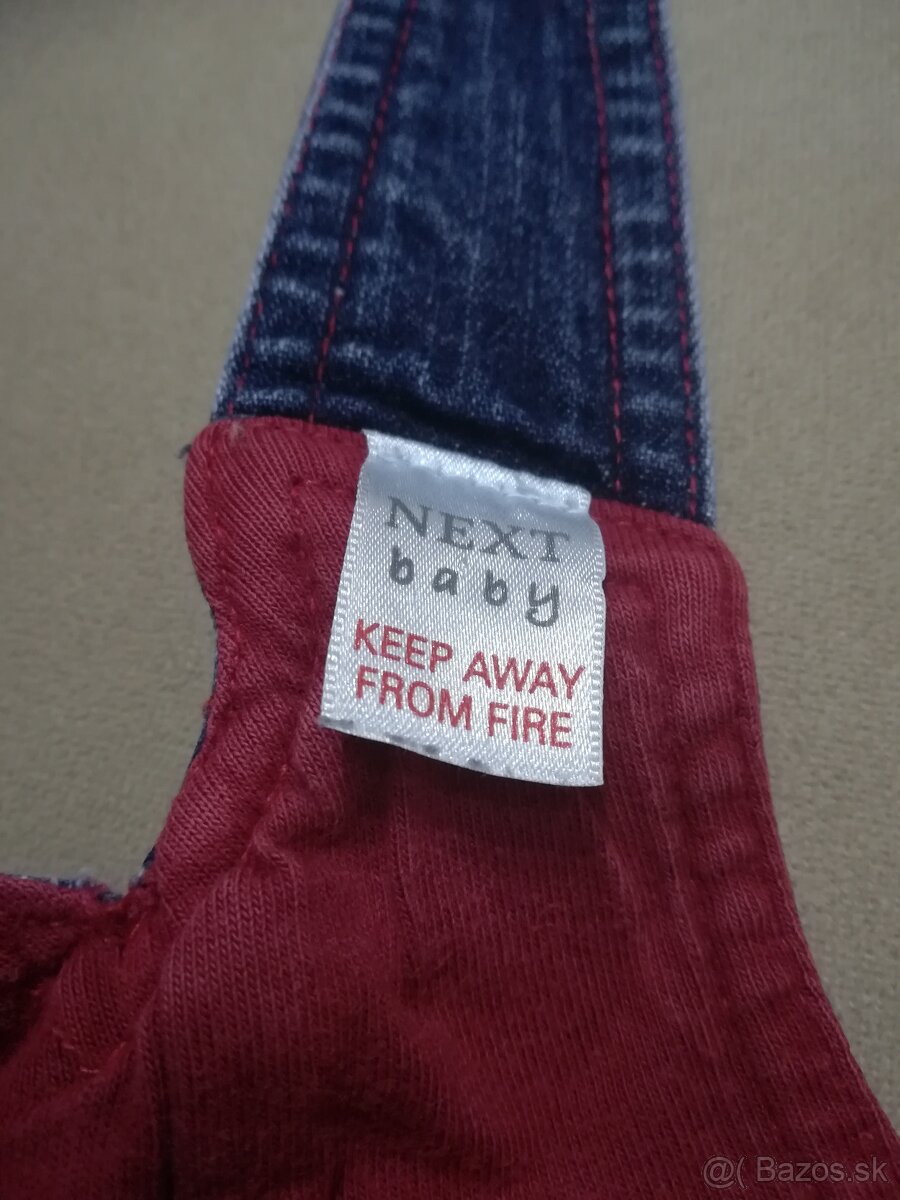 NEXT
baby
KEEP AWAY
FROM FIRE
@( Bazos.sk